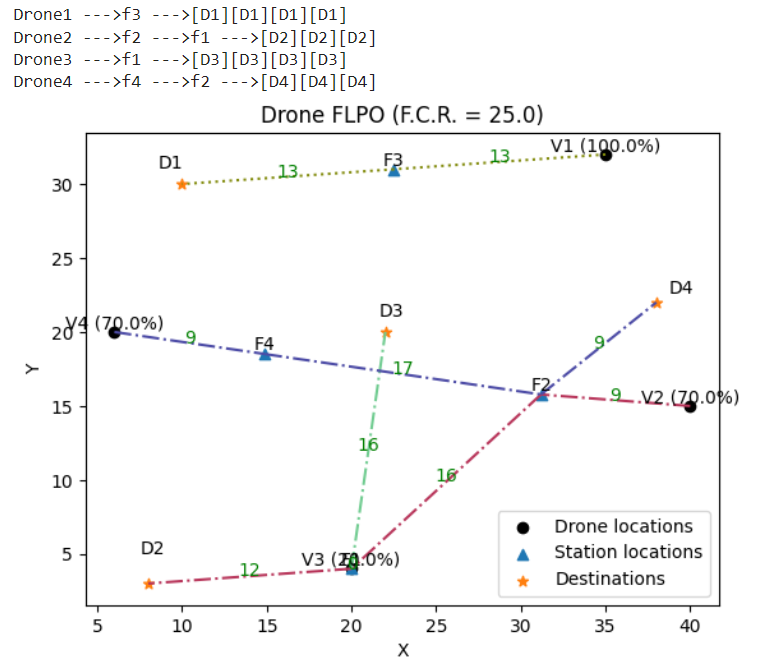 Drone1 --->f3 --->[D1][D1][D1][D1]
Drone2 --->f2 --->f1 --->[D2][D2][D2]
Drone3 --->f1 --->[D3][D3][D3][D3]
Drone4 --->f4 --->f2 --->[D4][D4][D4]
Drone FLPO (F.C.R. = 25.0)
V1 (100.0%)
D1
F3
13
13
30
25
D4
D3
V4 (70.0%)
20
9
F4
9
17
F2
9
V2 (70.0%)
15
Y
16
16
10
D2
V3 (20.0%)
12
5
Drone locations
Station locations
Destinations
5
10
15
20
25
30
35
40
X